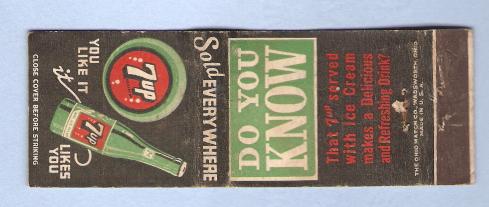 THE OHIO MATCH CO., WADSWORTH, OHIO
MADE IN U.S.A.
DO YOU
KNOW
That 7up served
with Ice Cream
makes a Delicious
and Refreshing Drink?
Sold EVERYWHERE
7up
YOU
LIKE IT
it
LIKES
YOU
7up
CLOSE COVER BEFORE STRIKING